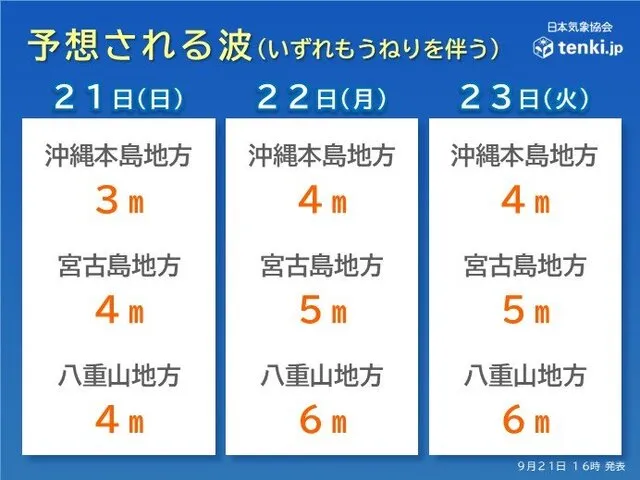 予想される波(いずれもうねりを伴う)
日本気象協会
tenki.jp
21日(日)
沖縄本島地方
3m
宮古島地方
4m
八重山地方
4m
22日(月)
沖縄本島地方
4m
宮古島地方
5m
八重山地方
6m
23日(火)
沖縄本島地方
4m
宮古島地方
5m
八重山地方
6m
9月21日 16時 発表